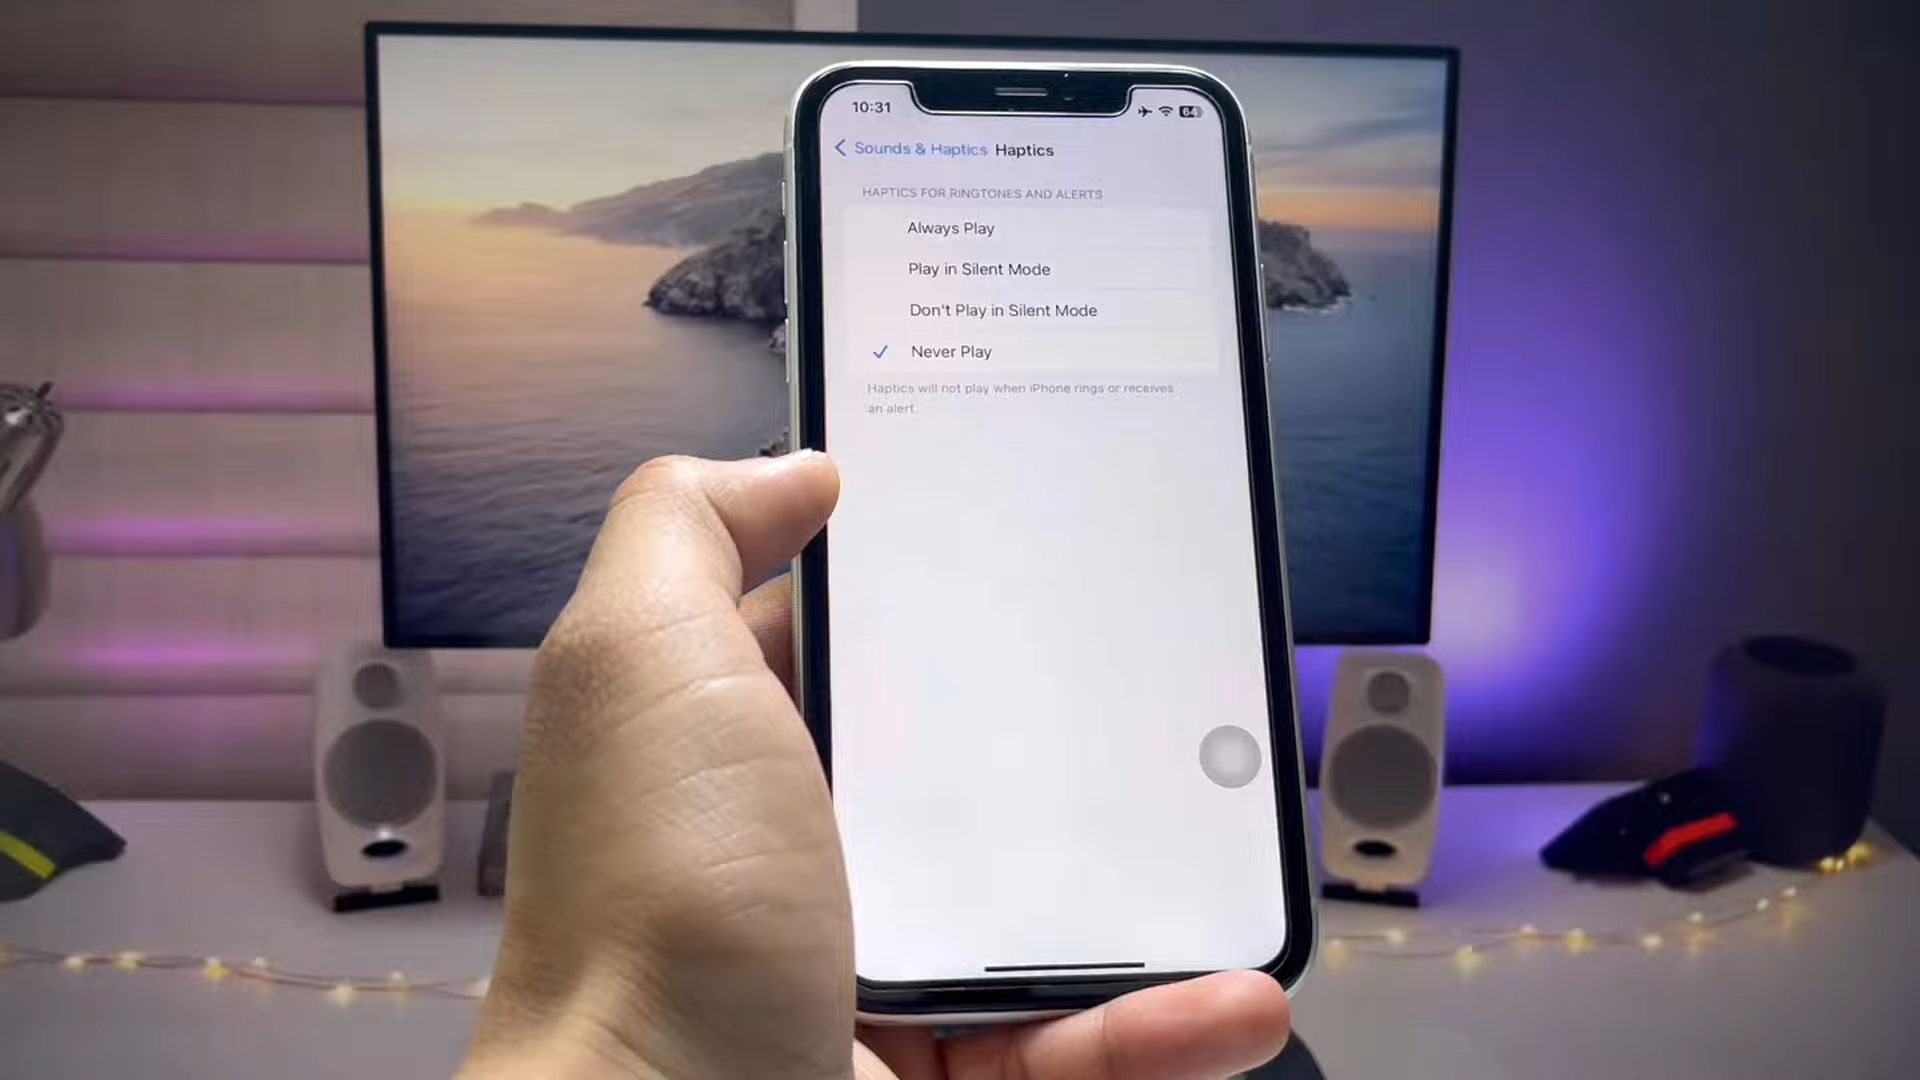 10:31
64
Sounds & Haptics Haptics
HAPTICS FOR RINGTONES AND ALERTS
Always Play
Play in Silent Mode
Don't Play in Silent Mode
Never Play
Haptics will not play when iPhone rings or receives
an alert.